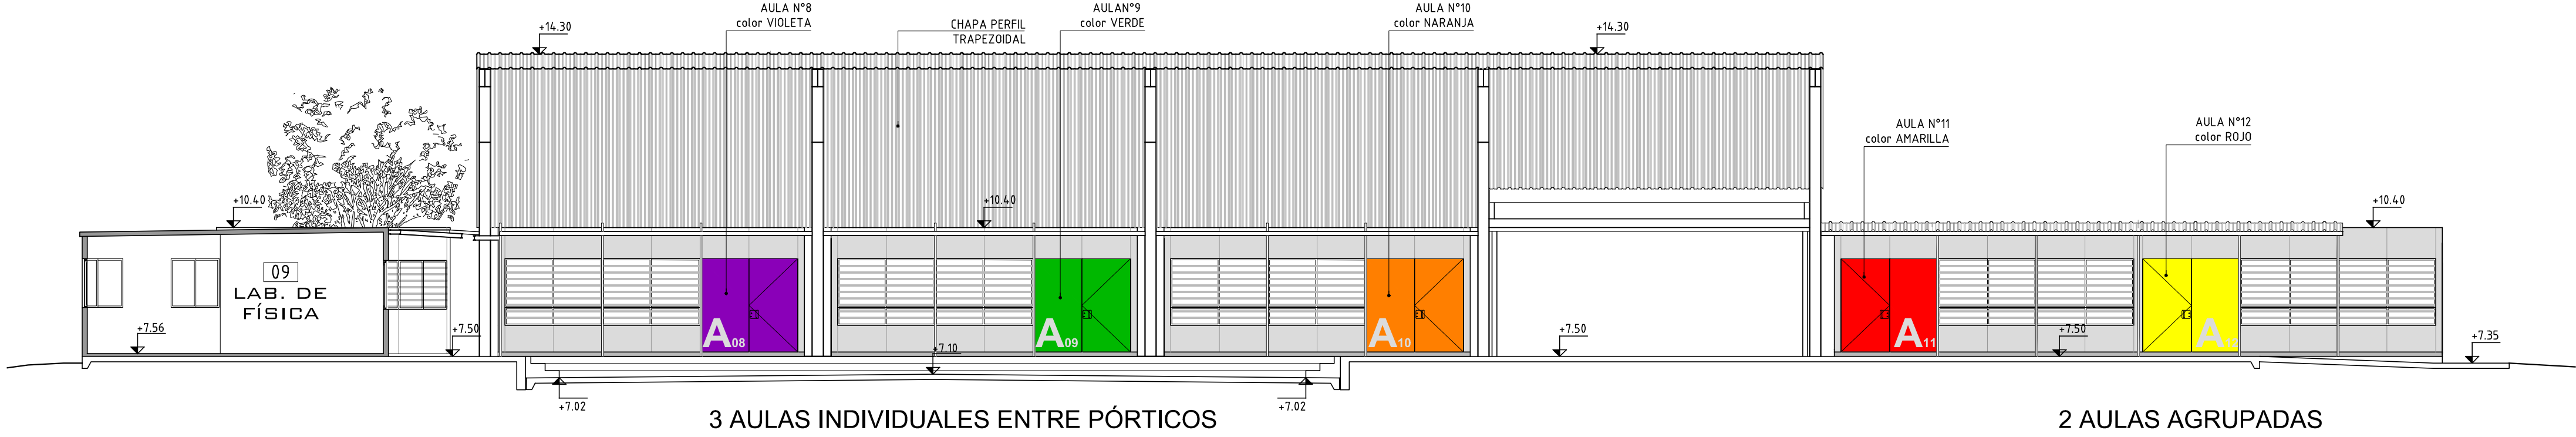 AULA N°8
color VIOLETA
CHAPA PERFIL
TRAPEZOIDAL
AULAN°9
color VERDE
AULA N°10
color NARANJA
+14.30
+14.30
AULA N°11
color AMARILLA
AULA N°12
color ROJO
+10.40
+10.40
+10.40
09
LAB. DE
FÍSICA
+7.56
+7.50
A08
A09
A10
A11
A12
+7.10
+7.50
+7.50
+7.35
+7.02
+7.02
3 AULAS INDIVIDUALES ENTRE PÓRTICOS
2 AULAS AGRUPADAS